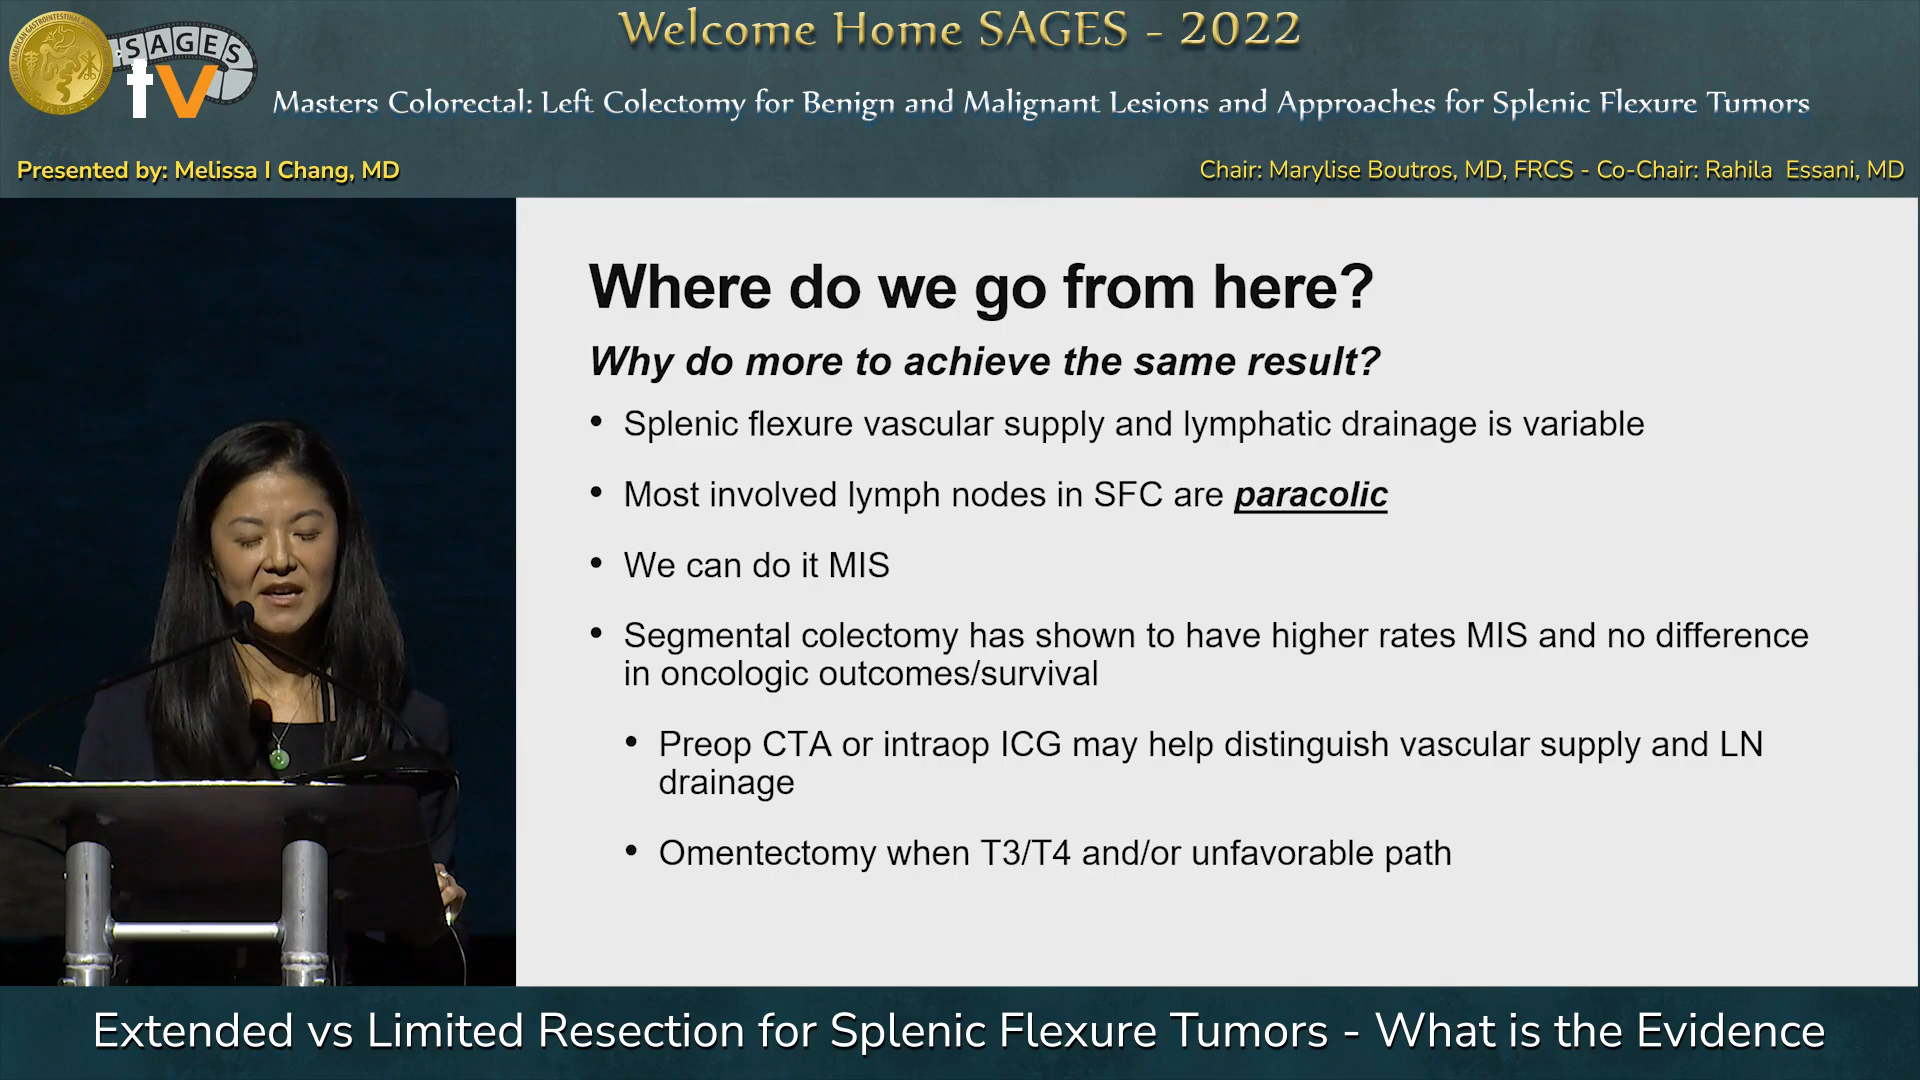 Welcome Home SAGES - 2022
SAGES
tv
Masters Colorectal: Left Colectomy for Benign and Malignant Lesions and Approaches for Splenic Flexure Tumors
Presented by: Melissa I Chang, MD
Chair: Marylise Boutros, MD, FRCS - Co-Chair: Rahila Essani, MD
Where do we go from here?
Why do more to achieve the same result?
• Splenic flexure vascular supply and lymphatic drainage is variable
• Most involved lymph nodes in SFC are paracolic
• We can do it MIS
• Segmental colectomy has shown to have higher rates MIS and no difference
in oncologic outcomes/survival
• Preop CTA or intraop ICG may help distinguish vascular supply and LN
drainage
• Omentectomy when T3/T4 and/or unfavorable path
Extended vs Limited Resection for Splenic Flexure Tumors - What is the Evidence